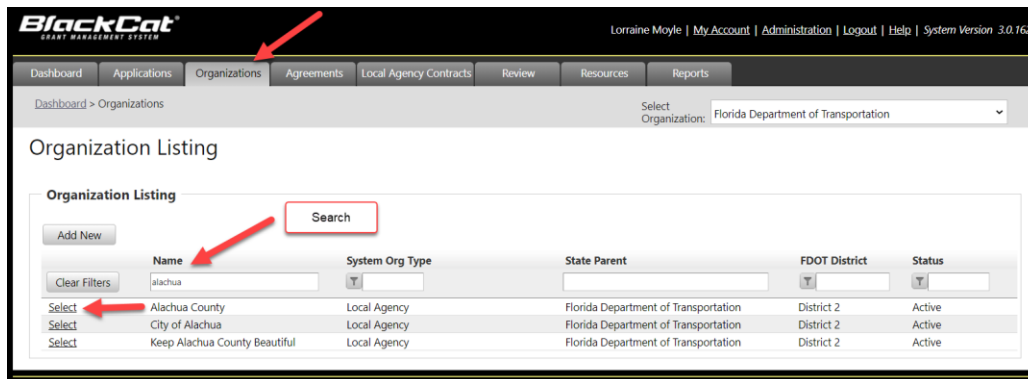 BlackCat
GRANT MANAGEMENT SYSTEM
Lorraine Moyle | My Account | Administration | Logout | Help | System Version 3.0.162
Dashboard Applications Organizations Agreements Local Agency Contracts Review Resources Reports
Dashboard > Organizations
Select Organization: Florida Department of Transportation
Organization Listing
Organization Listing
Search
Add New
Name System Org Type State Parent FDOT District Status
Clear Filters alachua
Select Alachua County Local Agency Florida Department of Transportation District 2 Active
Select City of Alachua Local Agency Florida Department of Transportation District 2 Active
Select Keep Alachua County Beautiful Local Agency Florida Department of Transportation District 2 Active